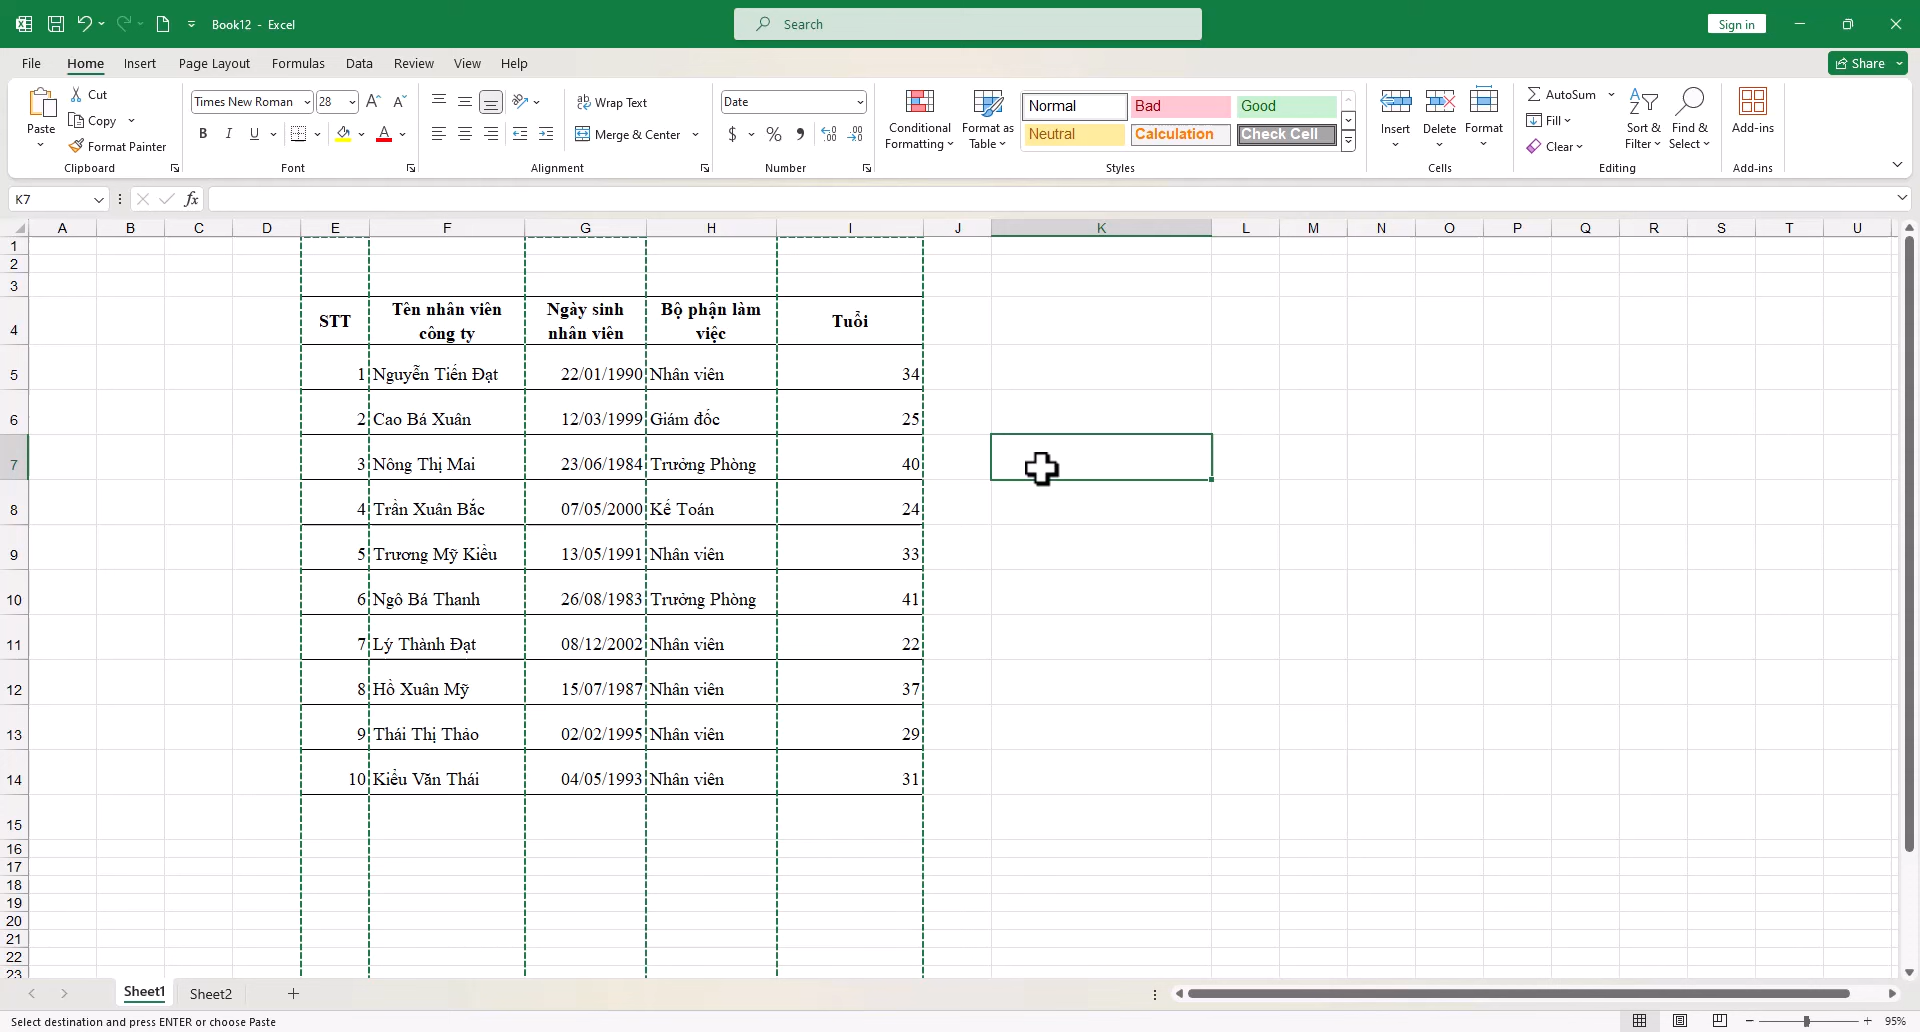 Book12 - Excel
Search
Sign in
File Home Insert Page Layout Formulas Data Review View Help
Share
Paste
Cut
Copy
Format Painter
Clipboard
Times New Roman 28
B I U
Font
Wrap Text
Merge & Center
Alignment
Date
$ %
Number
Conditional
Formatting
Format as
Table
Normal Bad Good
Neutral Calculation Check Cell
Styles
Insert Delete Format
Cells
AutoSum
Fill
Clear
Sort &
Filter
Find &
Select
Editing
Add-ins
Add-ins
K7
fx
A B C D E F G H I J K L M N O P Q R S T U
1
2
3
4 STT Tên nhân viên công ty Ngày sinh nhân viên Bộ phận làm việc Tuổi
5 1 Nguyễn Tiến Đạt 22/01/1990 Nhân viên 34
6 2 Cao Bá Xuân 12/03/1999 Giám đốc 25
7 3 Nông Thị Mai 23/06/1984 Trưởng Phòng 40
8 4 Trần Xuân Bắc 07/05/2000 Kế Toán 24
9 5 Trương Mỹ Kiều 13/05/1991 Nhân viên 33
10 6 Ngô Bá Thanh 26/08/1983 Trưởng Phòng 41
11 7 Lý Thành Đạt 08/12/2002 Nhân viên 22
12 8 Hồ Xuân Mỹ 15/07/1987 Nhân viên 37
13 9 Thái Thị Thảo 02/02/1995 Nhân viên 29
14 10 Kiều Văn Thái 04/05/1993 Nhân viên 31
15
16
17
18
19
20
21
22
23
Sheet1 Sheet2
Select destination and press ENTER or choose Paste
95%